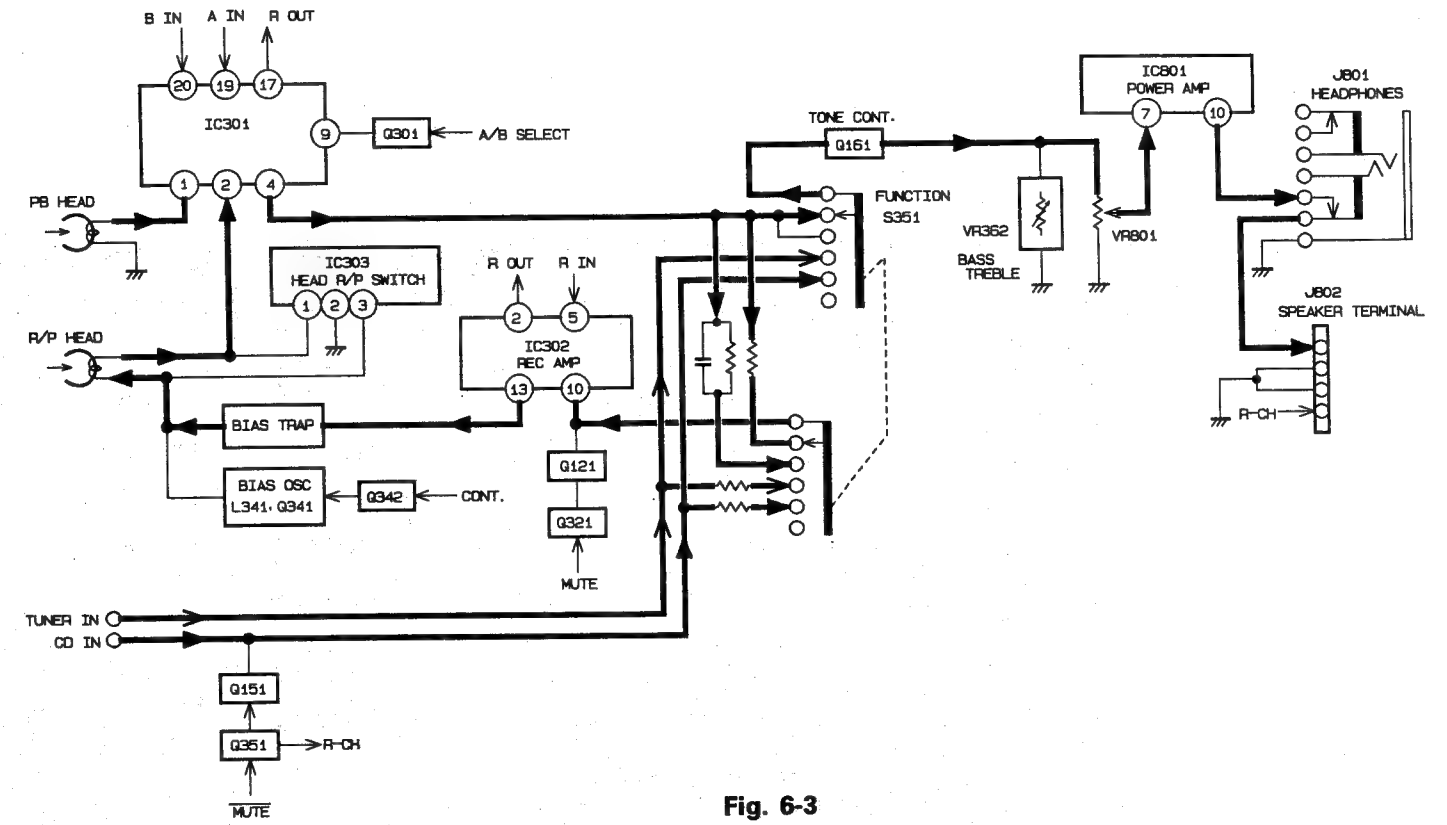 B IN
A IN
R OUT
20
19
17
IC301
9
Q301
A/B SELECT
1
2
4
PB HEAD
IC303
HEAD R/P SWITCH
1
2
3
R/P HEAD
R OUT
R IN
2
5
IC302
REC AMP
13
10
BIAS TRAP
BIAS OSC
L341, Q341
Q342
CONT.
Q121
Q321
MUTE
TUNER IN
CD IN
Q151
Q351
R-CH
MUTE
TONE CONT.
Q161
FUNCTION
S351
VR362
BASS
TREBLE
VR801
IC801
POWER AMP
7
10
J801
HEADPHONES
J802
SPEAKER TERMINAL
R-CH
Fig. 6-3